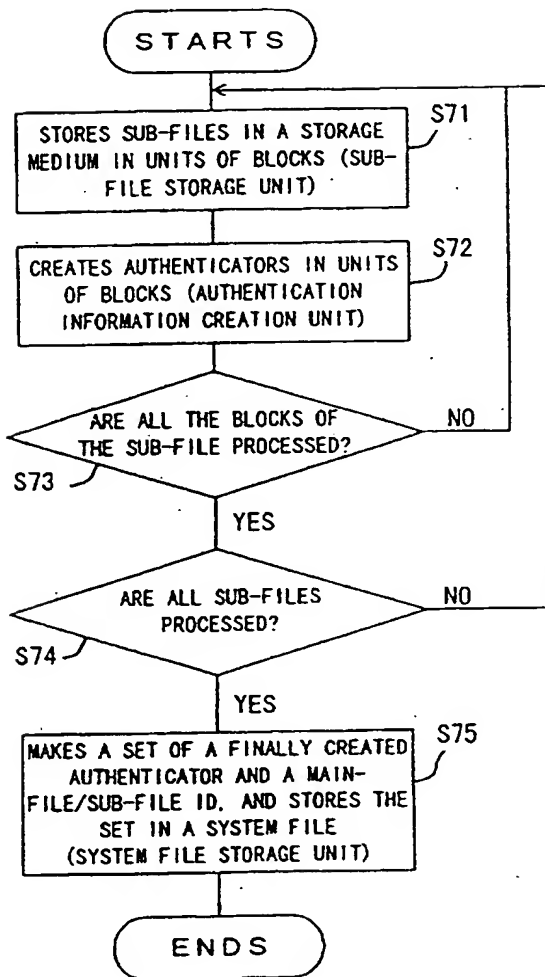 STARTS
S71
STORES SUB-FILES IN A STORAGE
MEDIUM IN UNITS OF BLOCKS (SUB-
FILE STORAGE UNIT)
S72
CREATES AUTHENTICATORS IN UNITS
OF BLOCKS (AUTHENTICATION
INFORMATION CREATION UNIT)
ARE ALL THE BLOCKS OF
THE SUB-FILE PROCESSED?
NO
S73
YES
ARE ALL SUB-FILES
PROCESSED?
NO
S74
YES
S75
MAKES A SET OF A FINALLY CREATED
AUTHENTICATOR AND A MAIN-
FILE/SUB-FILE ID, AND STORES THE
SET IN A SYSTEM FILE
(SYSTEM FILE STORAGE UNIT)
ENDS